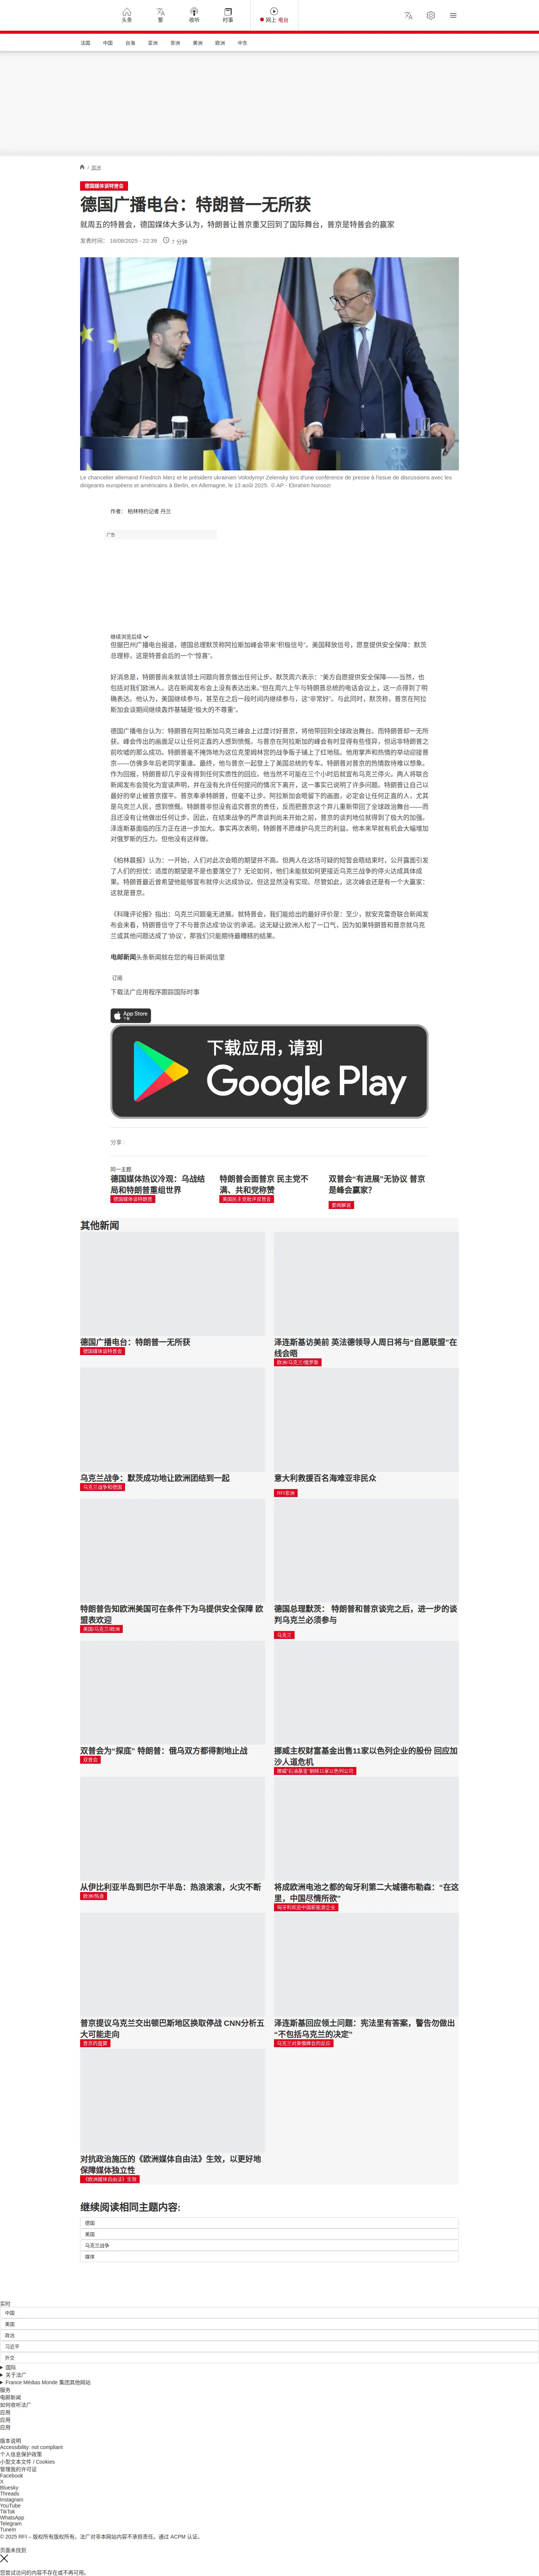 头条
繁
收听
时事
网上 电台
法国
中国
台海
亚洲
非洲
美洲
欧洲
中东
/ 欧洲
德国媒体谈特普会
德国广播电台：特朗普一无所获
就周五的特普会，德国媒体大多认为，特朗普让普京重又回到了国际舞台，普京是特普会的赢家
发表时间： 16/08/2025 - 22:39
7 分钟
Le chancelier allemand Friedrich Merz et le président ukrainien Volodymyr Zelensky lors d'une conférence de presse à l'issue de discussions avec les
dirigeants européens et américains à Berlin, en Allemagne, le 13 août 2025. © AP - Ebrahim Noroozi
作者： 柏林特约记者 丹兰
广告
继续浏览后续
但据巴州广播电台报道，德国总理默茨称阿拉斯加峰会带来“积极信号”。美国释放信号，愿意提供安全保障：默茨
总理称，这是特普会后的一个“惊喜”。
好消息是，特朗普尚未就该领土问题向普京做出任何让步。默茨周六表示：“美方自愿提供安全保障——当然，也
包括对我们欧洲人。这在新闻发布会上没有表达出来。”但在周六上午与特朗普总统的电话会议上，这一点得到了明
确表达。他认为，美国继续参与，甚至在之后一段时间内继续参与，这“非常好”。与此同时，默茨称，普京在阿拉
斯加会谈期间继续轰炸基辅是“极大的不尊重”。
德国广播电台认为：特朗普在阿拉斯加乌克兰峰会上过度讨好普京，将他带回到全球政治舞台。而特朗普却一无所
获。峰会传出的画面足以让任何正直的人感到愤慨。与普京在阿拉斯加的峰会有时显得有些怪异，但远非特朗普之
前吹嘘的那么成功。特朗普毫不掩饰地为这位克里姆林宫的战争贩子铺上了红地毯。他用掌声和热情的举动迎接普
京——仿佛多年后老同学重逢。最终，他与普京一起登上了美国总统的专车。特朗普对普京的热情款待难以想象。
作为回报，特朗普却几乎没有得到任何实质性的回应。他当然不可能在三个小时后就宣布乌克兰停火。两人将联合
新闻发布会简化为宣读声明，并在没有允许任何提问的情况下离开，这一事实已说明了许多问题。特朗普让自己以
最好的举止被普京摆平。普京奉承特朗普，但毫不让步。阿拉斯加会晤留下的画面，必定会让任何正直的人，尤其
是乌克兰人民，感到愤慨。特朗普非但没有追究普京的责任，反而把普京这个弃儿重新带回了全球政治舞台——而
且还没有让他做出任何让步。因此，在结束战争的严肃谈判尚未开始之前，普京的谈判地位就得到了极大的加强。
泽连斯基面临的压力正在进一步加大。事实再次表明，特朗普不愿维护乌克兰的利益。他本来早就有机会大幅增加
对俄罗斯的压力。但他没有这样做。
《柏林晨报》认为：一开始，人们对此次会晤的期望并不高。但两人在这场可疑的短暂会晤结束时，公开露面引发
了人们的担忧：适度的期望是不是也要落空了？无论如何，他们未能就如何更接近乌克兰战争的停火达成具体成
果。特朗普最近曾希望他能够宣布就停火达成协议。但这显然没有实现。尽管如此，这次峰会还是有一个大赢家：
这就是普京。
《科隆评论报》指出：乌克兰问题毫无进展。就特普会，我们能给出的最好评价是：至少，就安克雷奇联合新闻发
布会来看，特朗普信守了不与普京达成‘协议’的承诺。这无疑让欧洲人松了一口气，因为如果特朗普和普京就乌克
兰或其他问题达成了‘协议’，那我们只能期待最糟糕的结果。
电邮新闻头条新闻就在您的每日新闻信里
订阅
下载法广应用程序跟踪国际时事
App Store
下载
下载应用，请到
Google Play
分享 :
同一主题
德国媒体热议冷观：乌战结
局和特朗普重组世界
德国媒体谈特朗普
特朗普会面普京 民主党不
满、共和党称赞
美国民主党批评双普会
双普会“有进展”无协议 普京
是峰会赢家？
要闻解说
其他新闻
德国广播电台：特朗普一无所获
德国媒体谈特普会
泽连斯基访美前 英法德领导人周日将与“自愿联盟”在
线会晤
欧洲/乌克兰/俄罗斯
乌克兰战争：默茨成功地让欧洲团结到一起
乌克兰战争和德国
意大利救援百名海难亚非民众
RFI亚洲
特朗普告知欧洲美国可在条件下为乌提供安全保障 欧
盟表欢迎
美国/乌克兰/欧洲
德国总理默茨： 特朗普和普京谈完之后，进一步的谈
判乌克兰必须参与
乌克兰
双普会为“探底” 特朗普：俄乌双方都得割地止战
双普会
挪威主权财富基金出售11家以色列企业的股份 回应加
沙人道危机
挪威“石油基金”剔除11家以色列公司
从伊比利亚半岛到巴尔干半岛：热浪滚滚，火灾不断
欧洲/热浪
将成欧洲电池之都的匈牙利第二大城德布勒森：“在这
里，中国尽情所欲”
匈牙利欢迎中国新能源企业
普京提议乌克兰交出顿巴斯地区换取停战 CNN分析五
大可能走向
普京的盘算
泽连斯基回应领土问题：宪法里有答案，警告勿做出
“不包括乌克兰的决定”
乌克兰对美俄峰会的反应
对抗政治施压的《欧洲媒体自由法》生效，以更好地
保障媒体独立性
《欧洲媒体自由法》生效
继续阅读相同主题内容:
德国
美国
乌克兰战争
媒体
实时
中国
美国
政治
习近平
外交
国际
关于法广
France Médias Monde 集团其他网站
服务
电邮新闻
如何收听法广
应用
应用
应用
版本说明
Accessibility: not compliant
个人信息保护政策
小型文本文件 / Cookies
管理我的许可证
Facebook
X
Bluesky
Threads
Instagram
YouTube
TikTok
WhatsApp
Telegram
TuneIn
© 2025 RFI – 版权所有版权所有。法广对非本网站内容不承担责任。通过 ACPM 认证。
页面未找到
您尝试访问的内容不存在或不再可用。